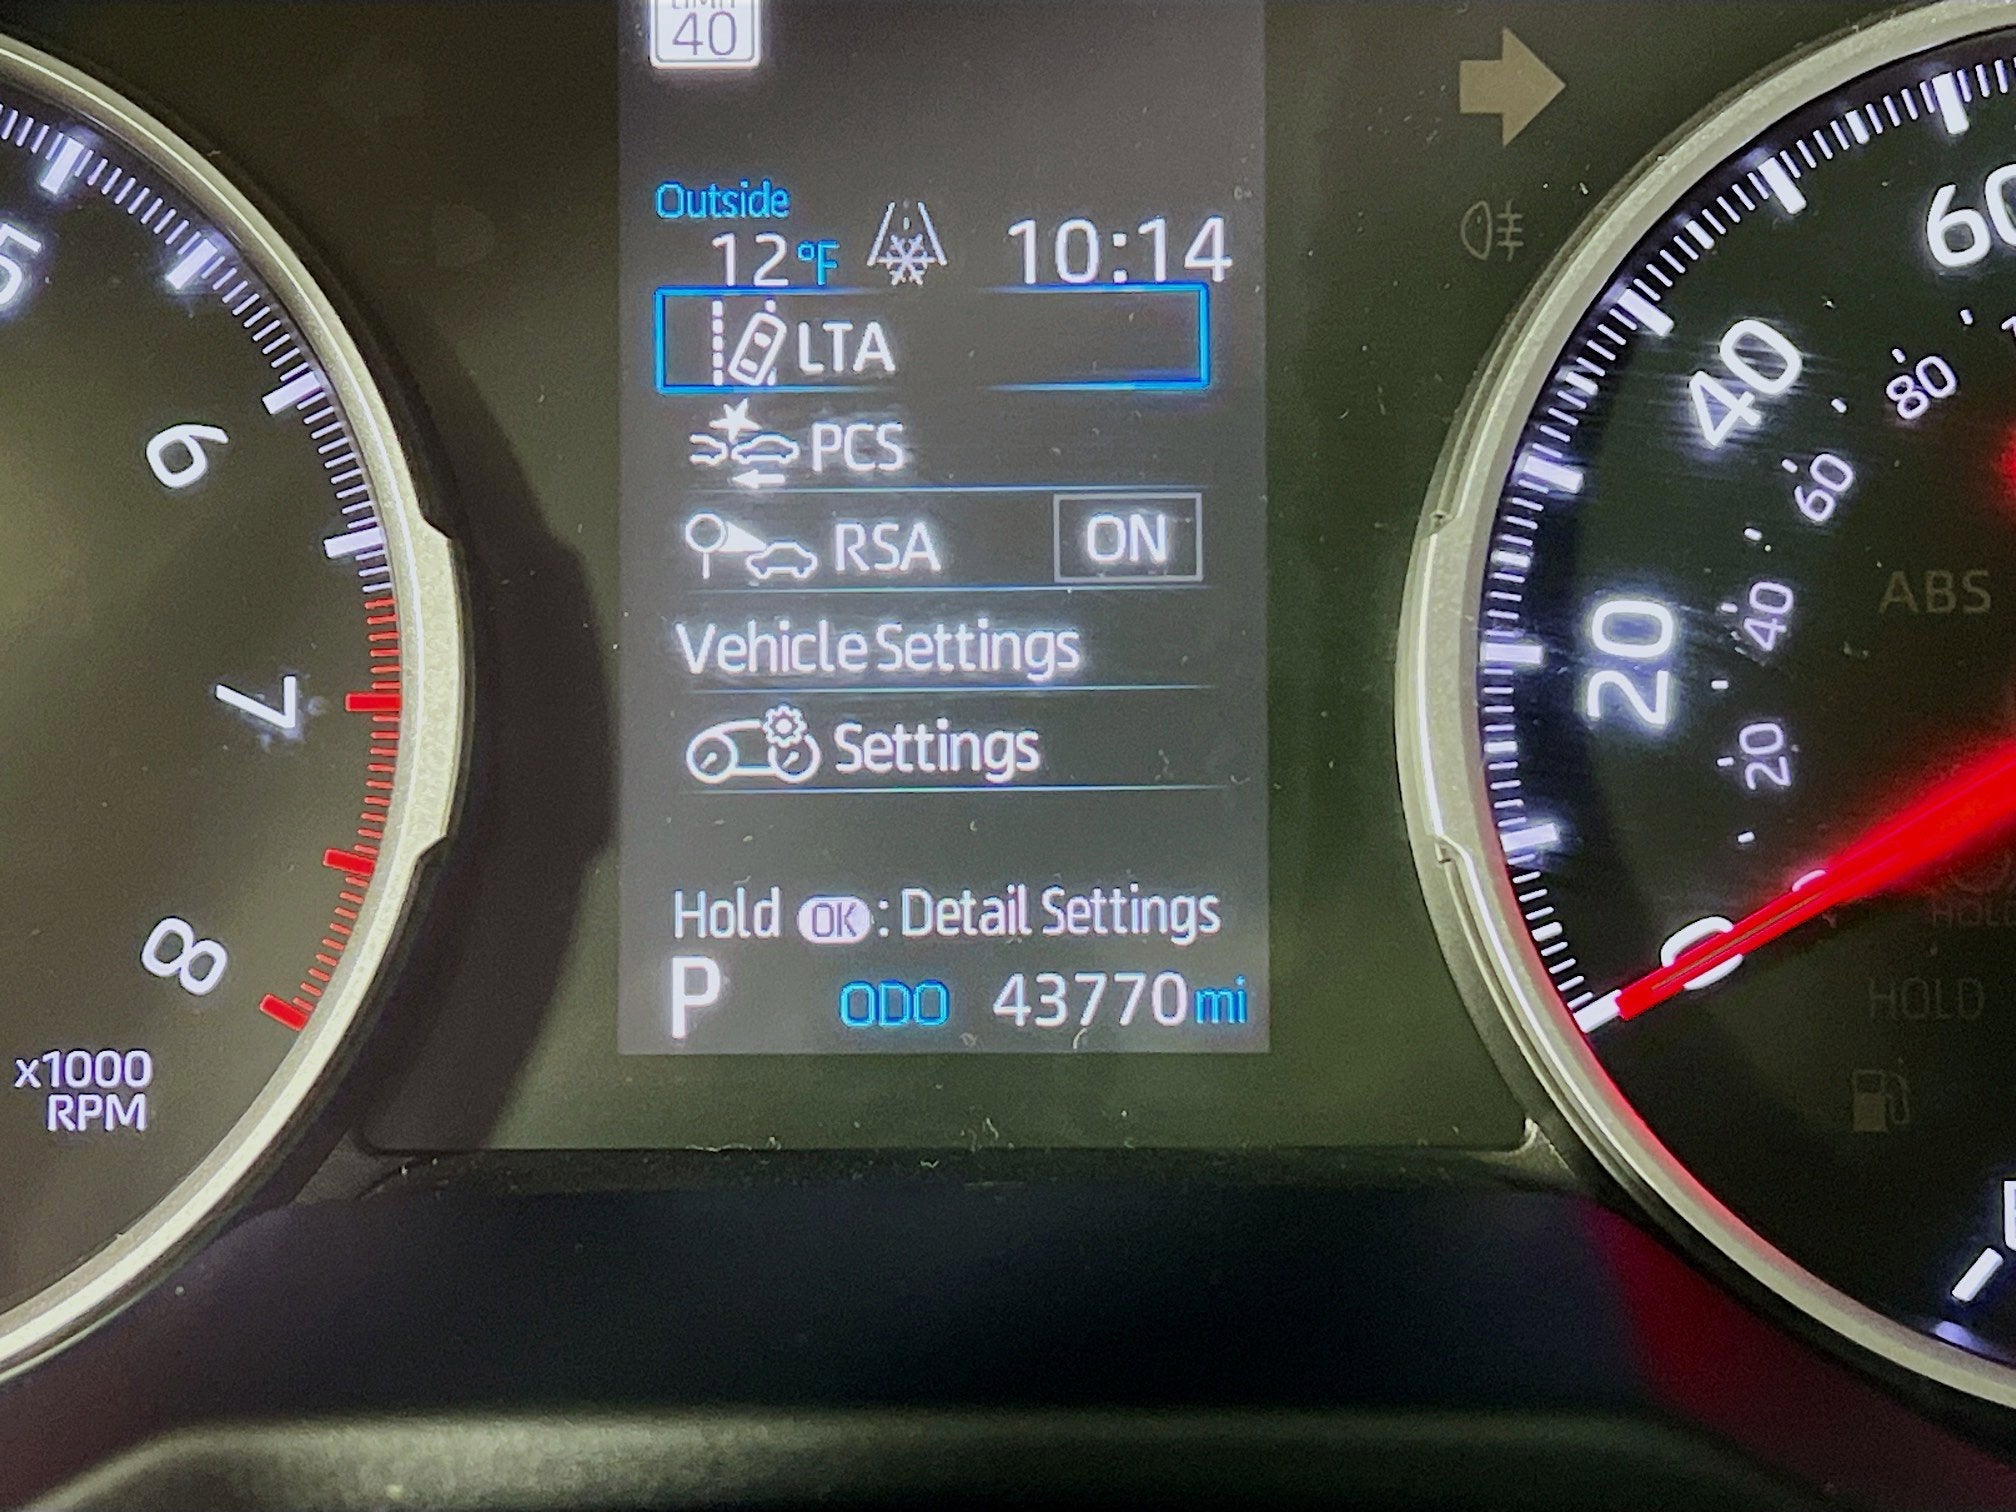 40
Outside
12 °F 10:14
LTA
PCS
RSA ON
Vehicle Settings
Settings
Hold OK : Detail Settings
P ODO 43770 mi
6
7
8
x1000
RPM
60
40
20
0
80
60
40
20
ABS
HOLD